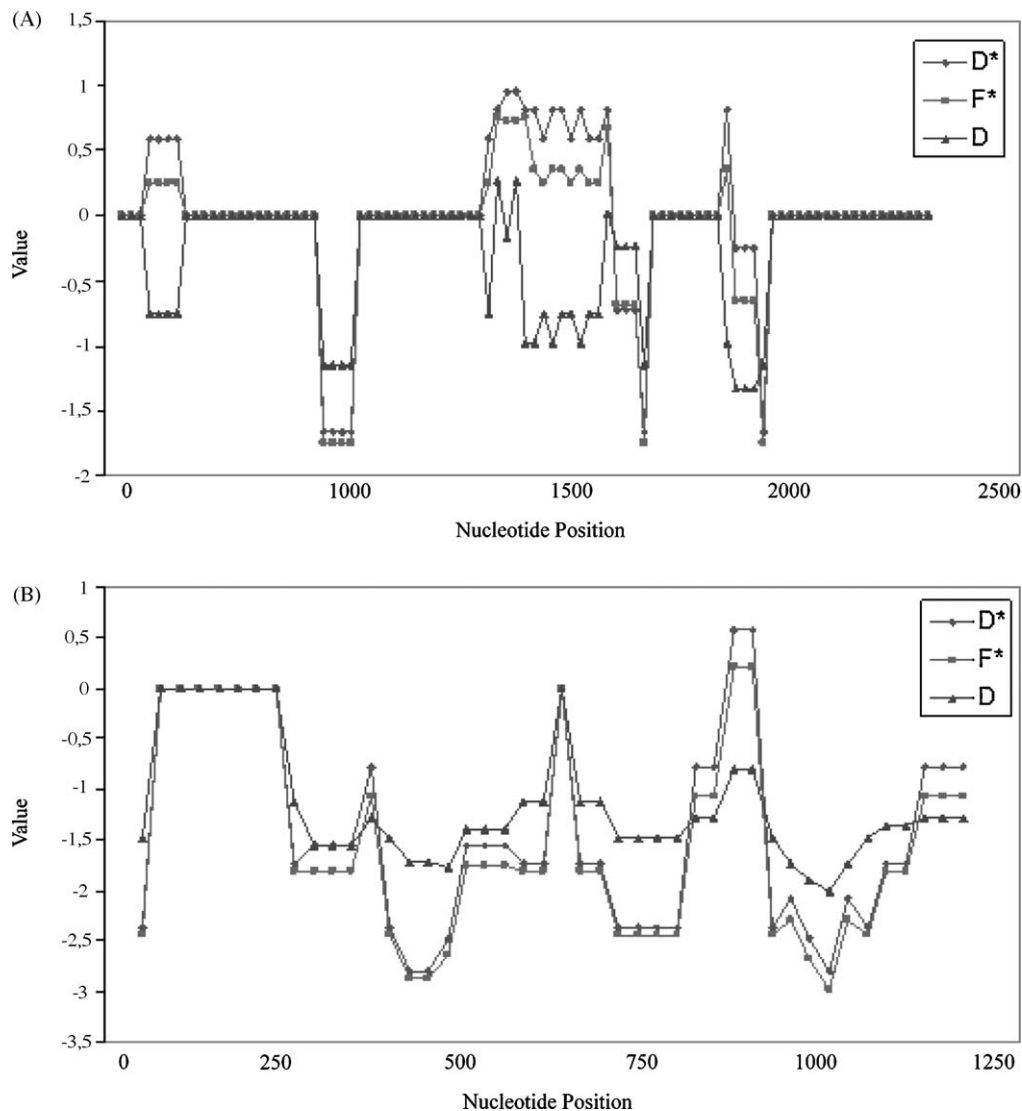 (A)
1,5
1
0,5
0
-0,5
-1
-1,5
-2
Value
D*
F*
D
0 1000 1500 2000 2500
Nucleotide Position
(B)
1
0,5
0
-0,5
-1
-1,5
-2
-2,5
-3
-3,5
Value
D*
F*
D
0 250 500 750 1000 1250
Nucleotide Position